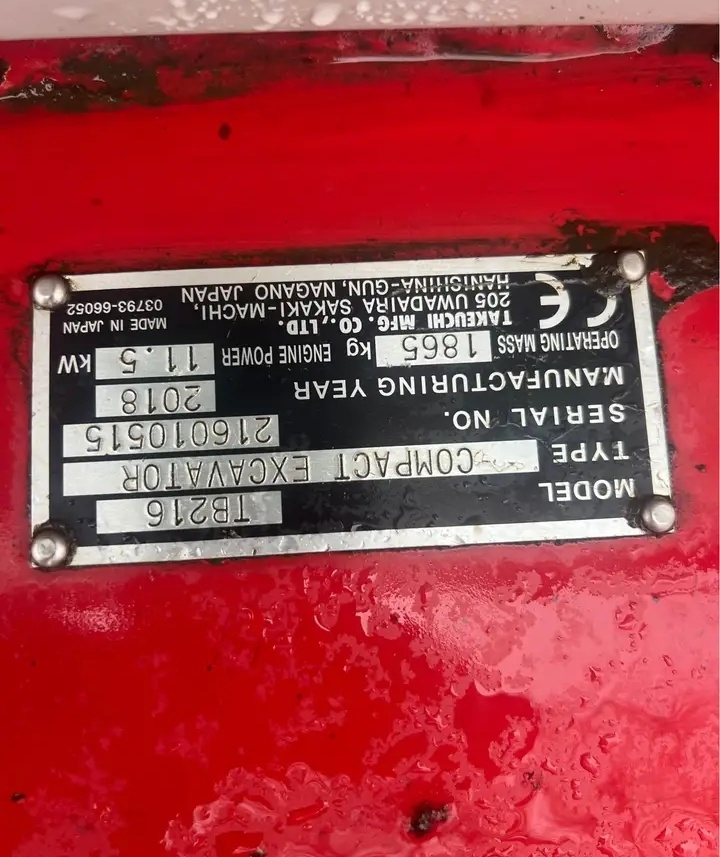 MODEL TB216
TYPE COMPACT EXCAVATOR
SERIAL NO. 216010515
MANUFACTURING YEAR 2018
OPERATING MASS 1865 kg ENGINE POWER 11.5 kW
CE TAKEUCHI MFG. CO., LTD. MADE IN JAPAN
205 UWADAIRA SAKAKI-MACHI, 03793-66052
HANISHINA-GUN, NAGANO JAPAN